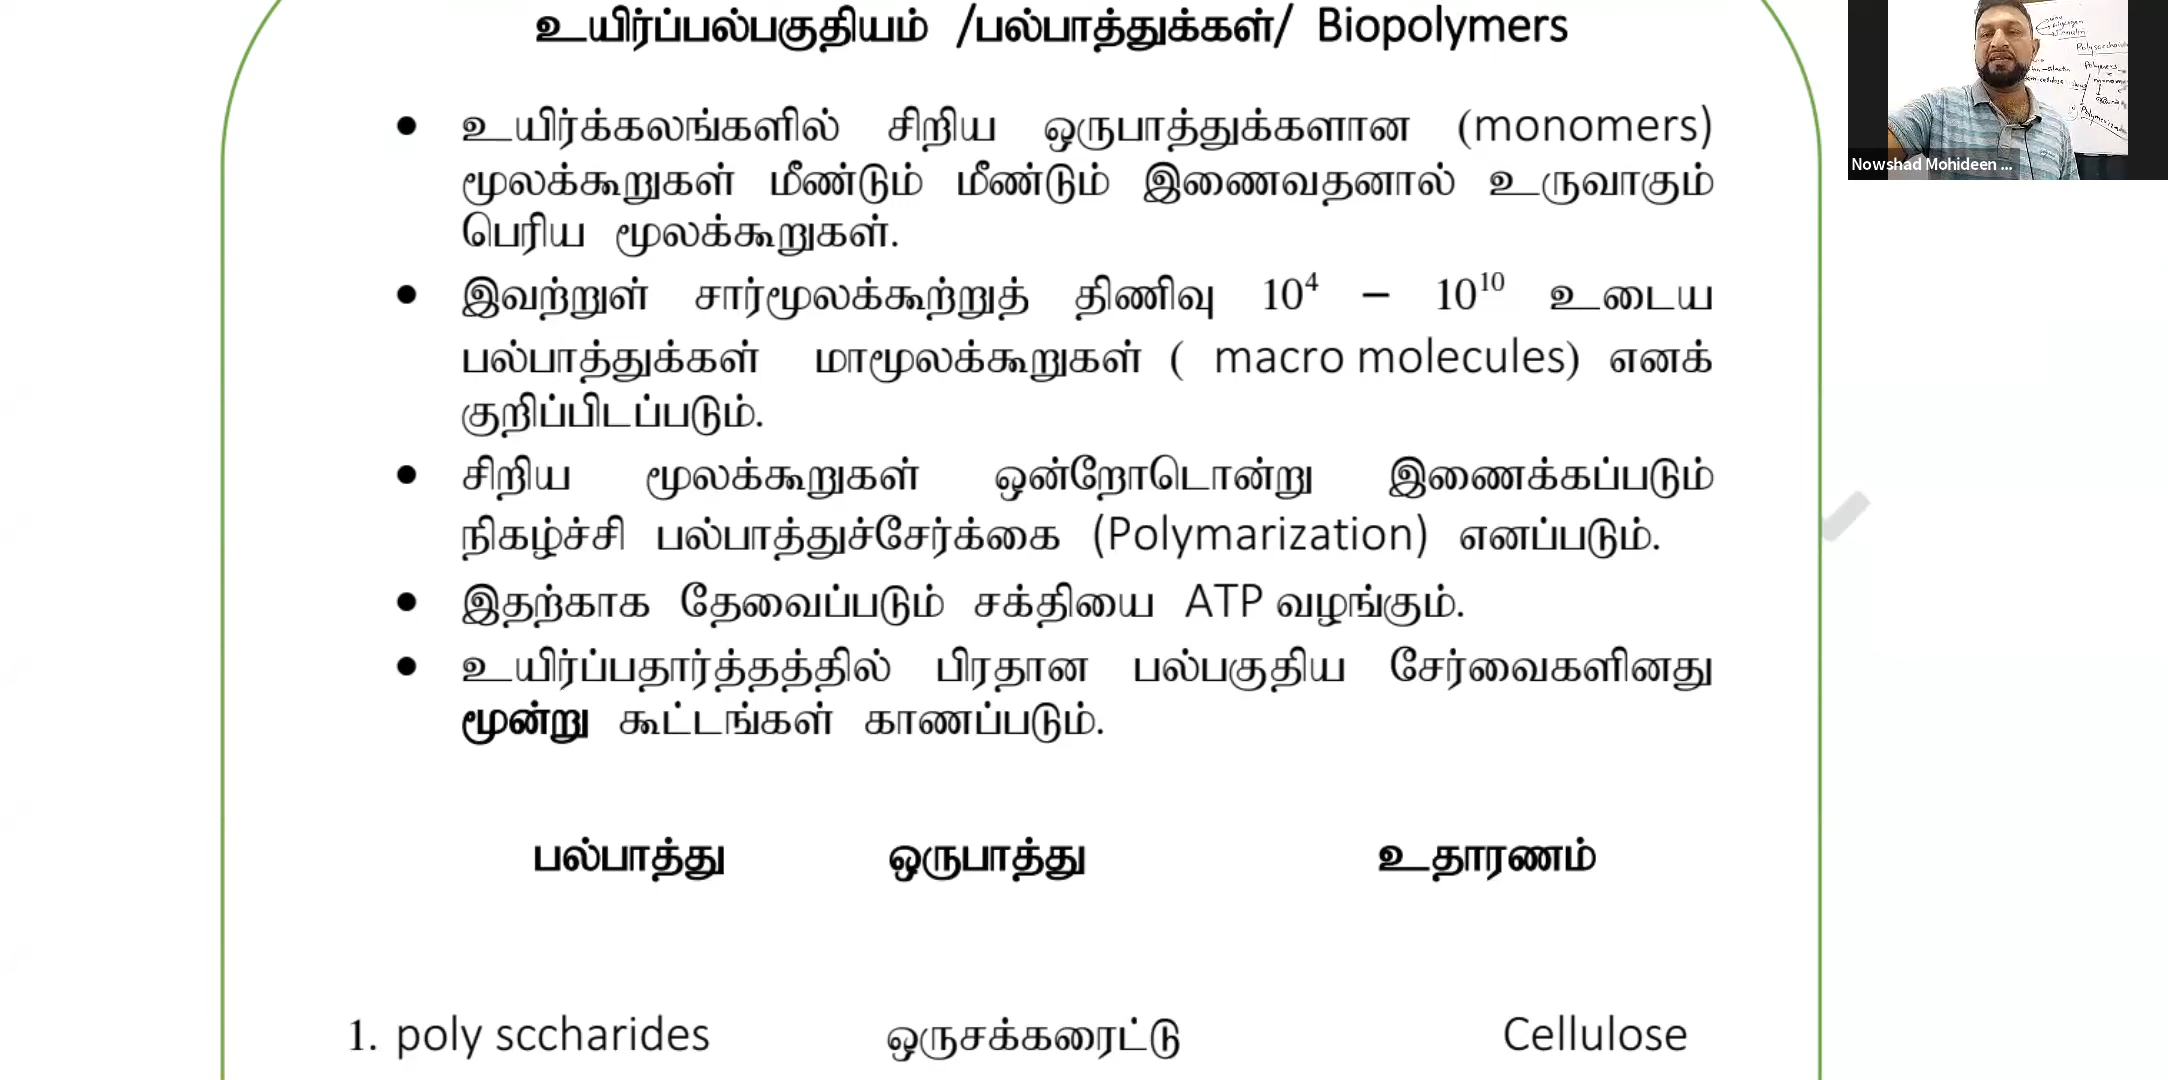 உயிர்ப்பல்பகுதியம் /பல்பாத்துக்கள்/ Biopolymers
• உயிர்க்கலங்களில் சிறிய ஒருபாத்துக்களான (monomers)
மூலக்கூறுகள் மீண்டும் மீண்டும் இணைவதனால் உருவாகும்
பெரிய மூலக்கூறுகள்.
• இவற்றுள் சார்மூலக்கூற்றுத் திணிவு 10⁴ – 10¹⁰ உடைய
பல்பாத்துக்கள் மாமூலக்கூறுகள் ( macro molecules) எனக்
குறிப்பிடப்படும்.
• சிறிய மூலக்கூறுகள் ஒன்றோடொன்று இணைக்கப்படும்
நிகழ்ச்சி பல்பாத்துச்சேர்க்கை (Polymarization) எனப்படும்.
• இதற்காக தேவைப்படும் சக்தியை ATP வழங்கும்.
• உயிர்ப்பதார்த்தத்தில் பிரதான பல்பகுதிய சேர்வைகளினது
மூன்று கூட்டங்கள் காணப்படும்.
பல்பாத்து ஒருபாத்து உதாரணம்
1. poly sccharides ஒருசக்கரைட்டு Cellulose
Nowshad Mohideen ...